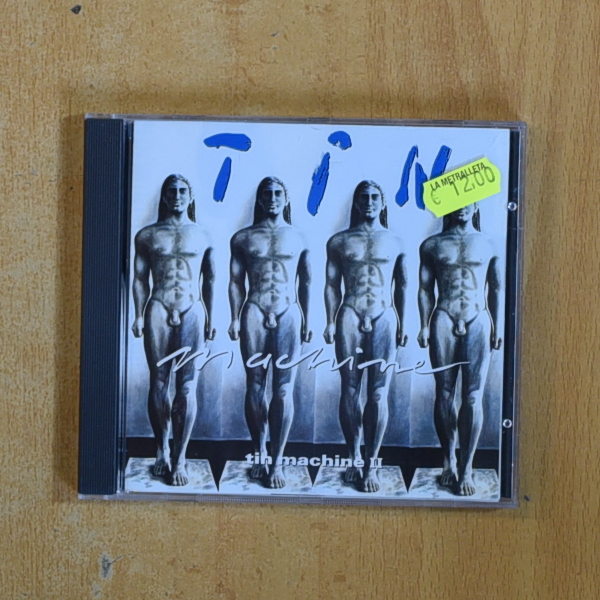 TiN
LA METRALLETA
€ 12,00
Machine
tin machine II